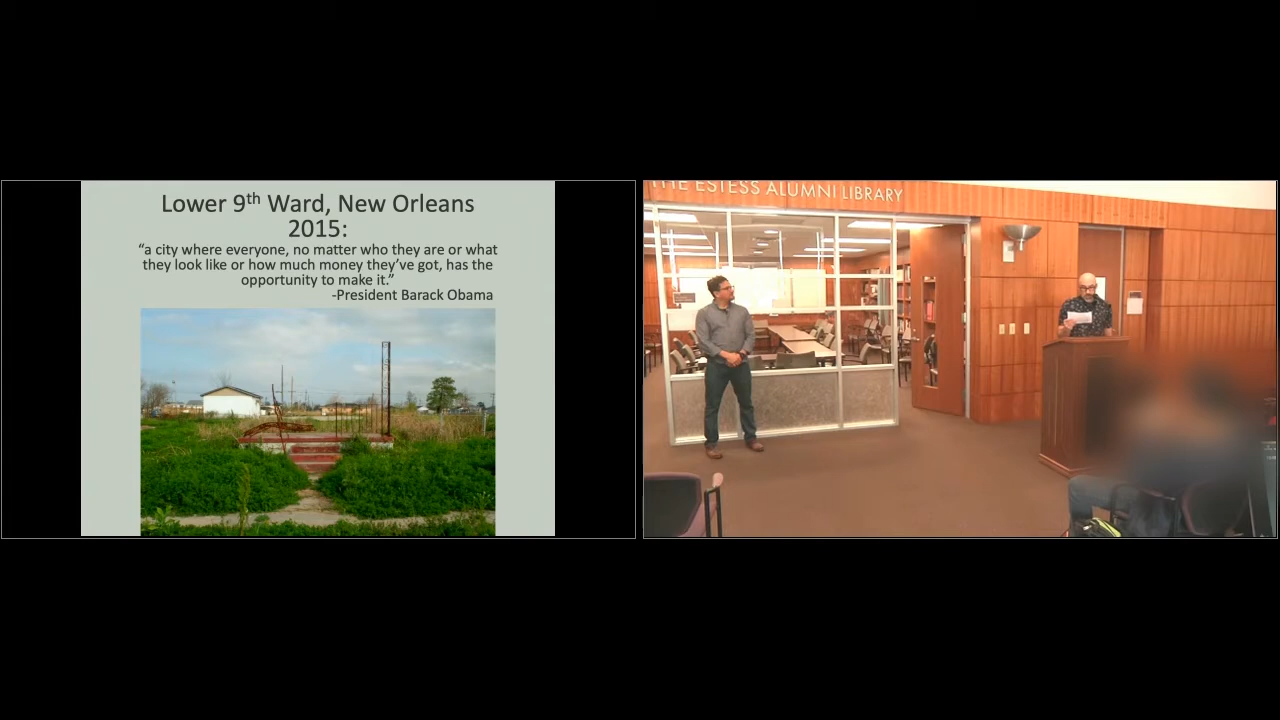 Lower 9th Ward, New Orleans
2015:
“a city where everyone, no matter who they are or what
they look like or how much money they’ve got, has the
opportunity to make it.”
-President Barack Obama
THE ESTESS ALUMNI LIBRARY